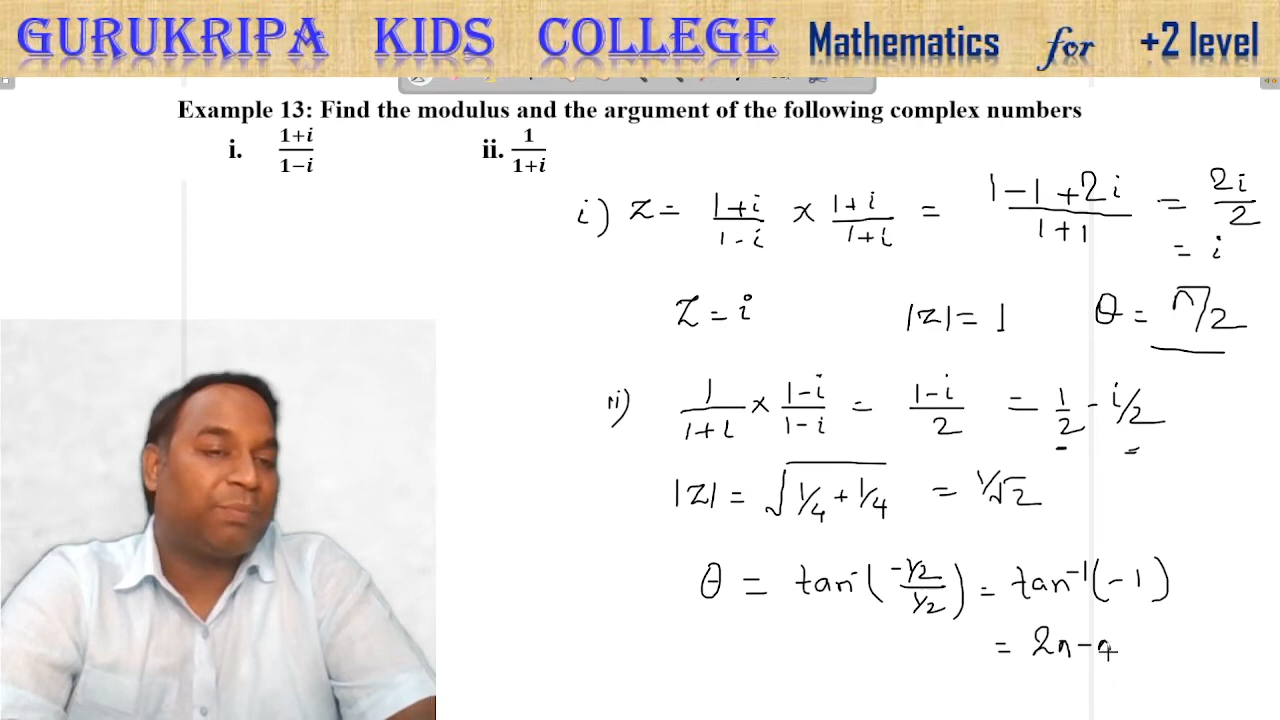 GURUKRIPA KIDS COLLEGE Mathematics for +2 level
Example 13: Find the modulus and the argument of the following complex numbers
i. (1+i)/(1−i) ii. 1/(1+i)
i) z = (1+i)/(1-i) × (1+i)/(1+i) = (1-1+2i)/(1+1) = 2i/2
= i
Z = i |Z| = 1 θ = π/2
ii) 1/(1+i) × (1-i)/(1-i) = (1-i)/2 = 1/2 - i/2
|Z| = √(1/4 + 1/4) = 1/√2
θ = tan⁻(-1/2 / 1/2) = tan⁻¹(-1)
= 2π-π